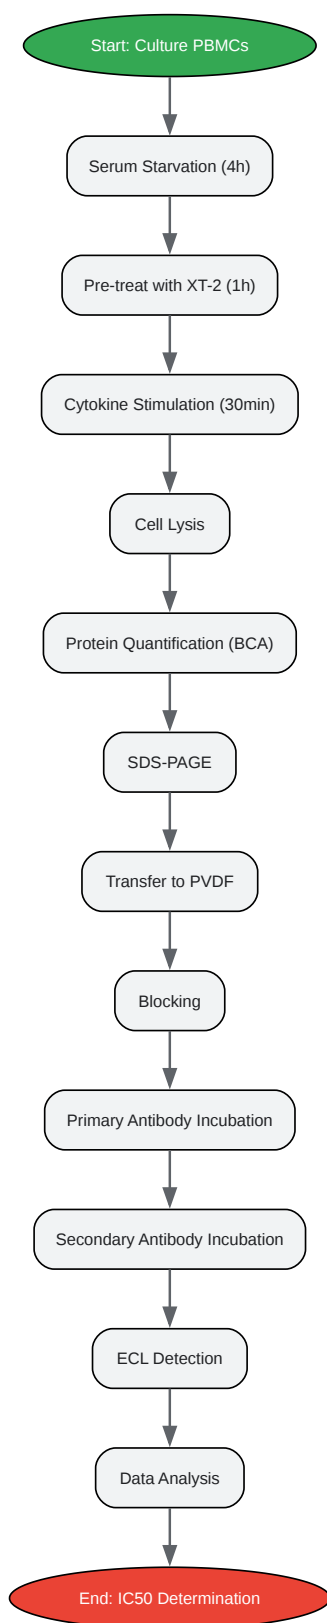 Start: Culture PBMCs
Serum Starvation (4h)
Pre-treat with XT-2 (1h)
Cytokine Stimulation (30min)
Cell Lysis
Protein Quantification (BCA)
SDS-PAGE
Transfer to PVDF
Blocking
Primary Antibody Incubation
Secondary Antibody Incubation
ECL Detection
Data Analysis
End: IC50 Determination